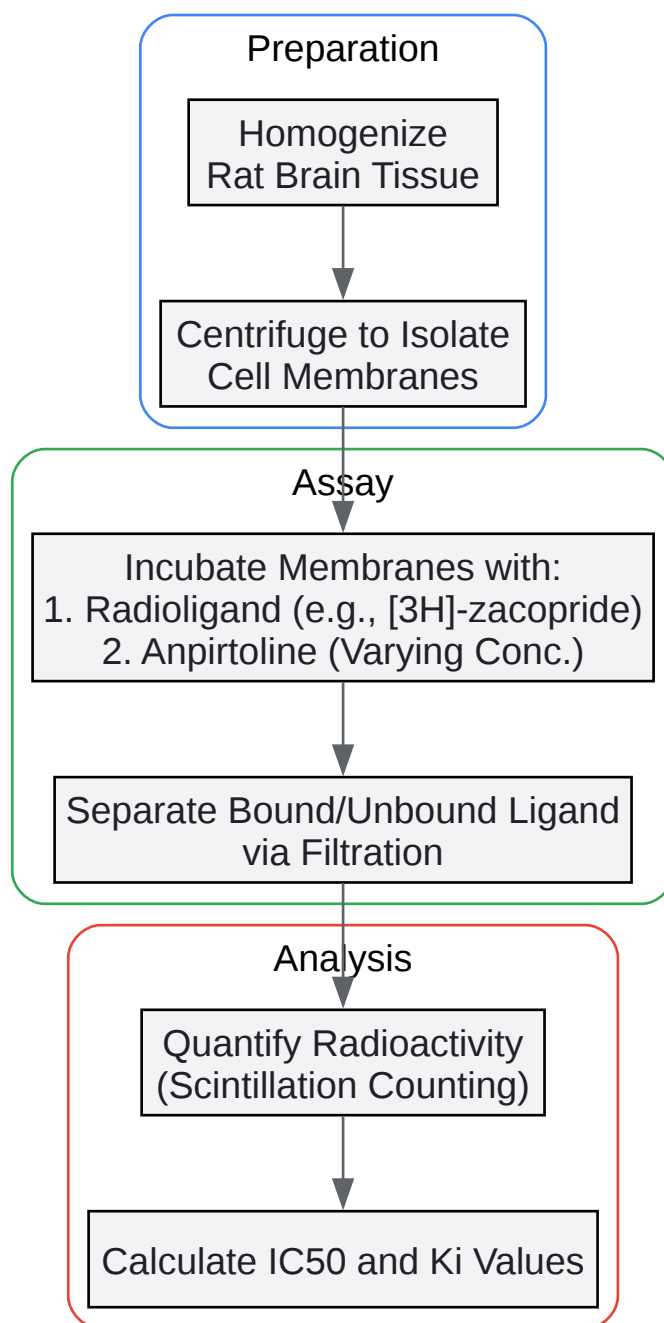 Preparation
Homogenize
Rat Brain Tissue
Centrifuge to Isolate
Cell Membranes
Assay
Incubate Membranes with:
1. Radioligand (e.g., [3H]-zacopride)
2. Anpirtoline (Varying Conc.)
Separate Bound/Unbound Ligand
via Filtration
Analysis
Quantify Radioactivity
(Scintillation Counting)
Calculate IC50 and Ki Values